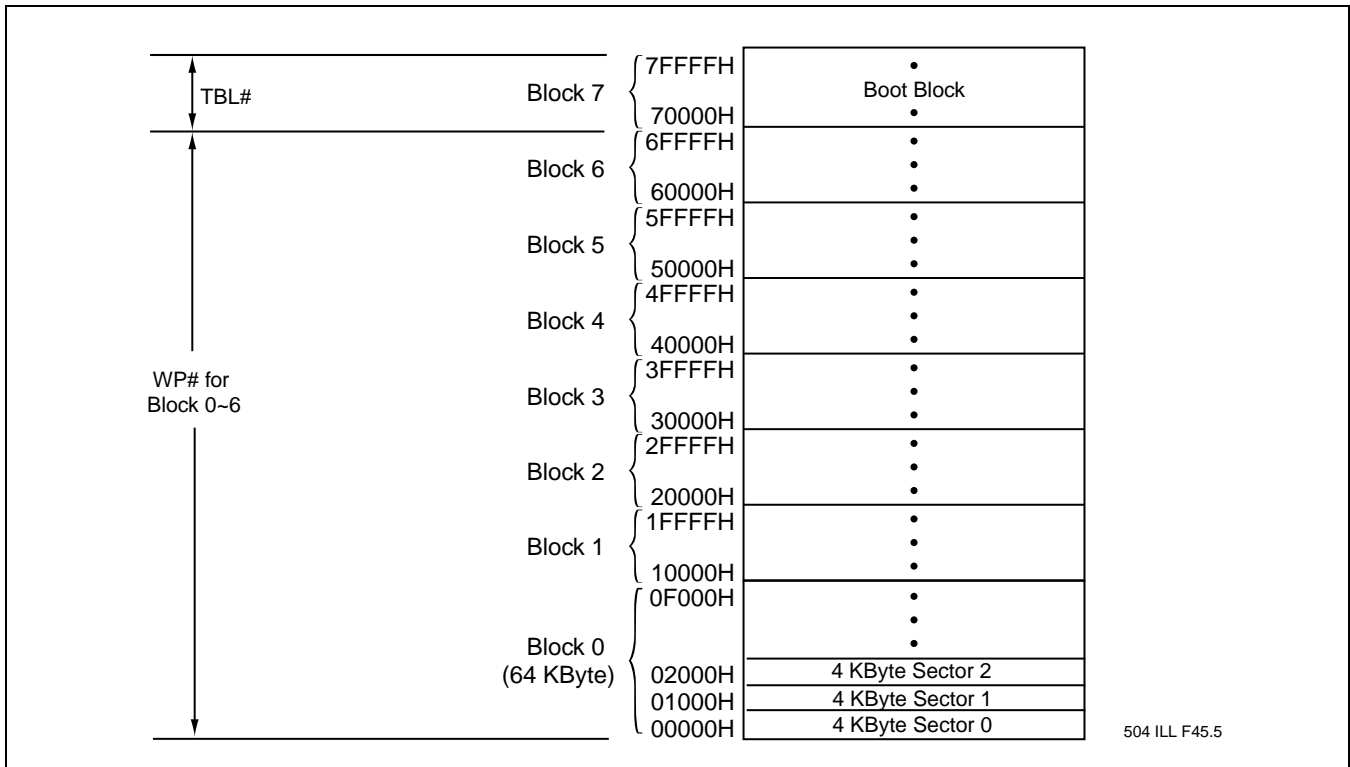 7FFFFH
TBL#
Block 7
Boot Block
70000H
6FFFFH
Block 6
60000H
5FFFFH
Block 5
50000H
4FFFFH
Block 4
40000H
3FFFFH
WP# for
Block 0~6
Block 3
30000H
2FFFFH
Block 2
20000H
1FFFFH
Block 1
10000H
0F000H
Block 0
(64 KByte)
02000H
4 KByte Sector 2
01000H
4 KByte Sector 1
00000H
4 KByte Sector 0
504 ILL F45.5